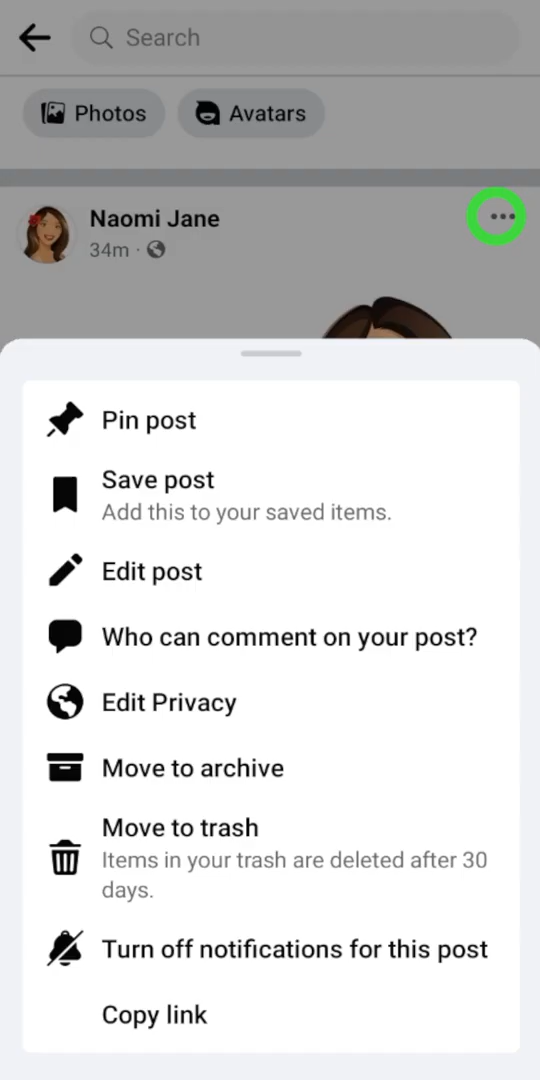 Search
Photos
Avatars
Naomi Jane
34m ·
Pin post
Save post
Add this to your saved items.
Edit post
Who can comment on your post?
Edit Privacy
Move to archive
Move to trash
Items in your trash are deleted after 30
days.
Turn off notifications for this post
Copy link